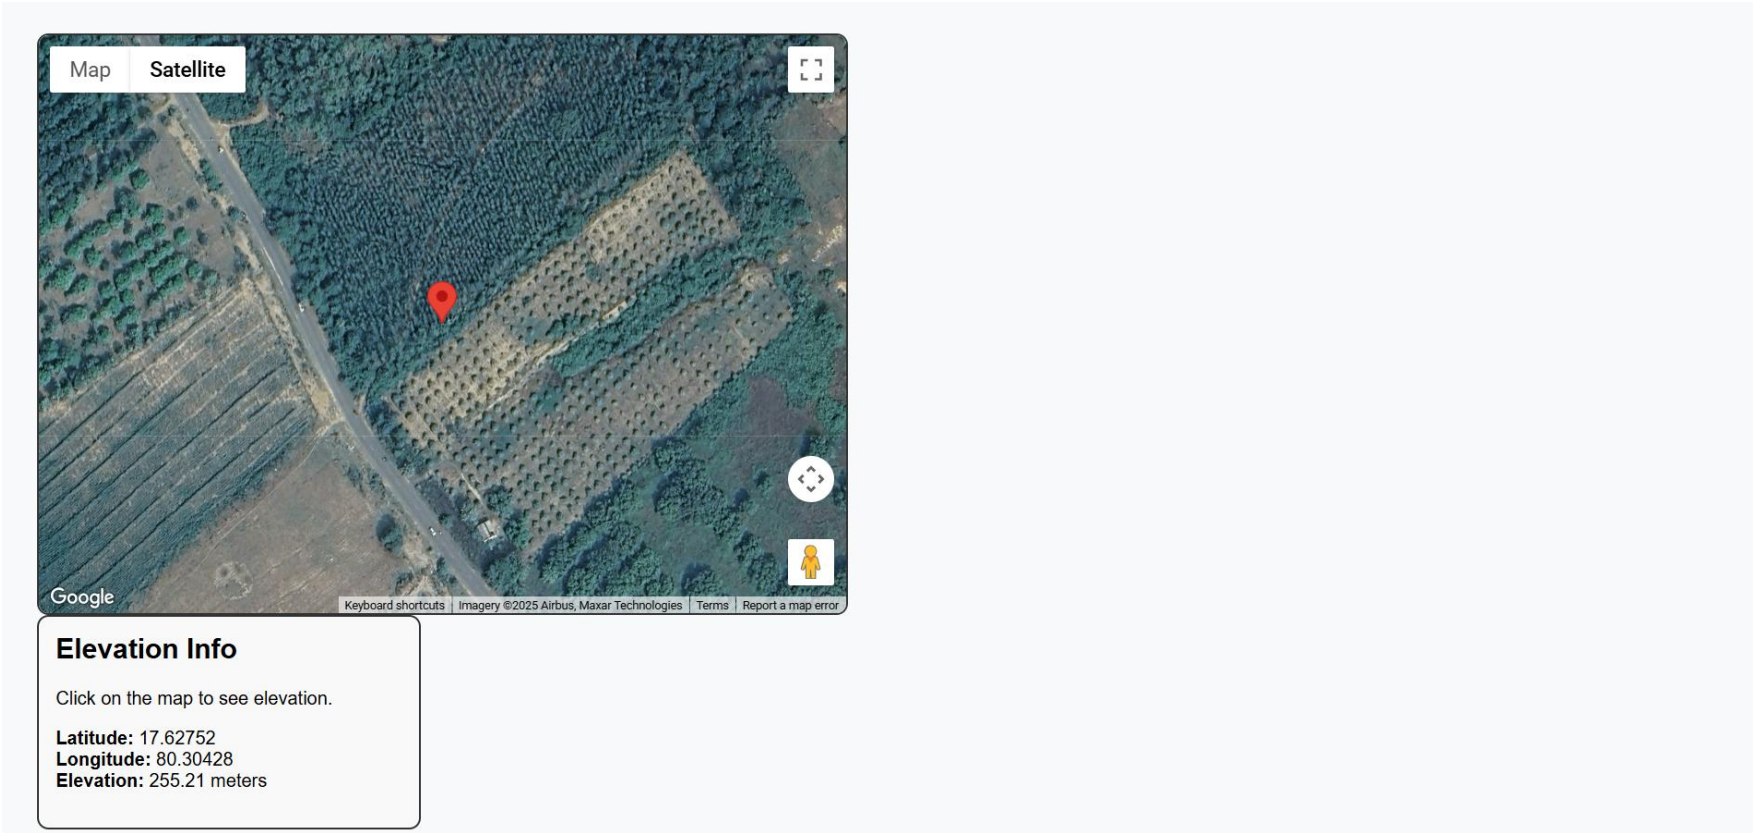 Map Satellite
Google
Keyboard shortcuts Imagery ©2025 Airbus, Maxar Technologies Terms Report a map error
Elevation Info
Click on the map to see elevation.
Latitude: 17.62752
Longitude: 80.30428
Elevation: 255.21 meters